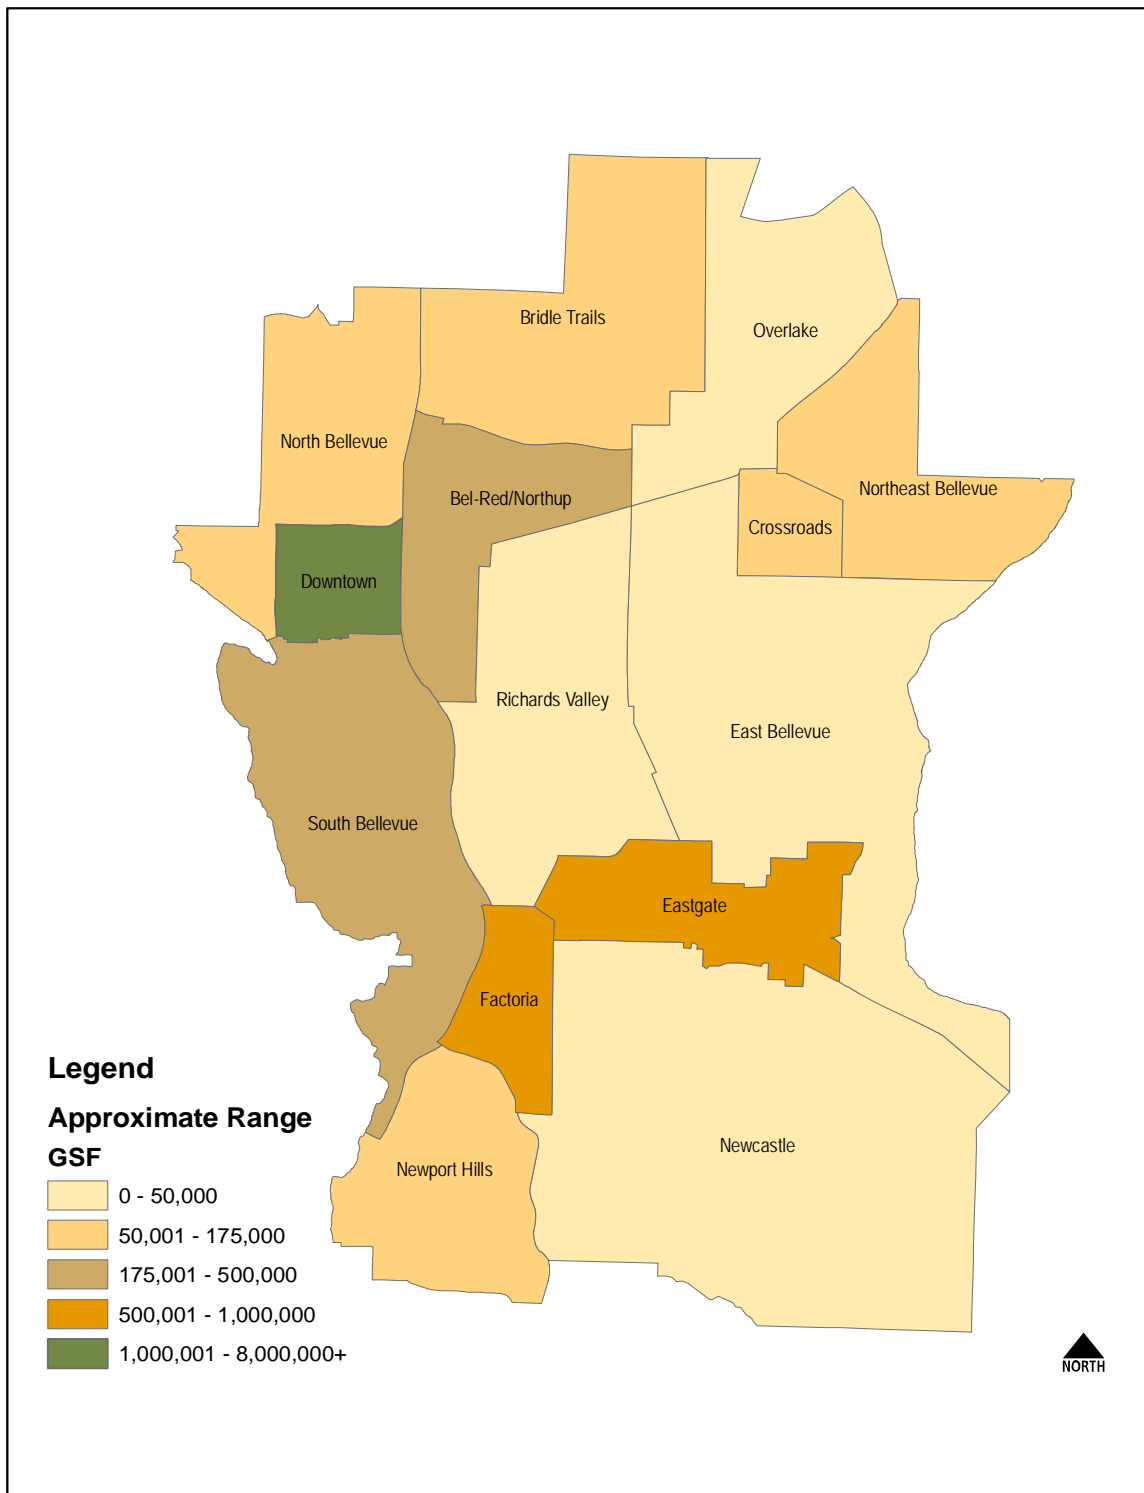 Bridle Trails
Overlake
North Bellevue
Bel-Red/Northup
Northeast Bellevue
Crossroads
Downtown
Richards Valley
East Bellevue
South Bellevue
Eastgate
Factoria
Newcastle
Newport Hills
Legend
Approximate Range
GSF
0 - 50,000
50,001 - 175,000
175,001 - 500,000
500,001 - 1,000,000
1,000,001 - 8,000,000+
NORTH